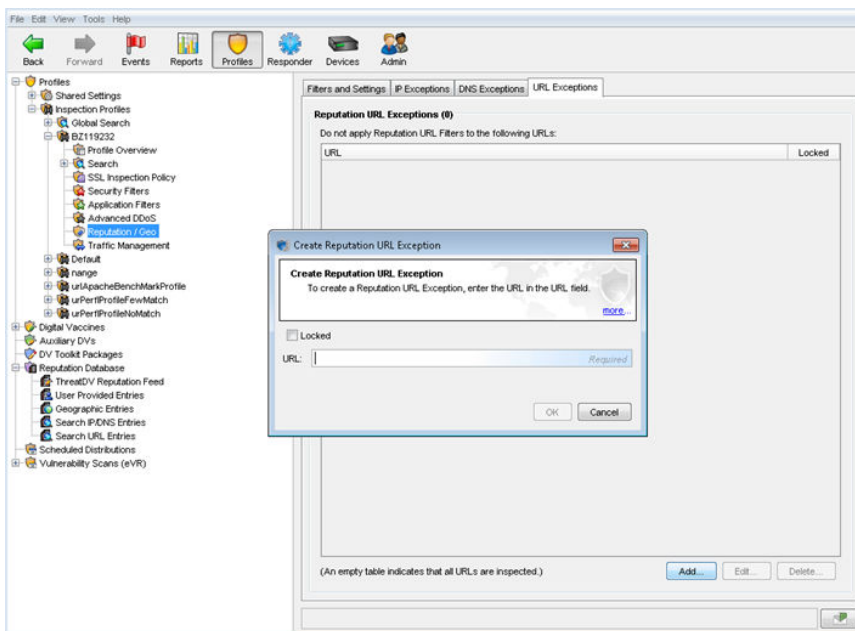 File Edit View Tools Help
Back Forward Events Reports Profiles Responder Devices Admin
Profiles
Shared Settings
Inspection Profiles
Global Search
BZ119232
Profile Overview
Search
SSL Inspection Policy
Security Filters
Application Filters
Advanced DDoS
Reputation / Geo
Traffic Management
Default
nange
urlApacheBenchMarkProfile
urPerfIProfileFewMatch
urPerfIProfileNoMatch
Digital Vaccines
Auxiliary DVs
DV Toolkit Packages
Reputation Database
ThreatDV Reputation Feed
User Provided Entries
Geographic Entries
Search IP/DNS Entries
Search URL Entries
Scheduled Distributions
Vulnerability Scans (eVR)
Filters and Settings IP Exceptions DNS Exceptions URL Exceptions
Reputation URL Exceptions (0)
Do not apply Reputation URL Filters to the following URLs:
URL Locked
Create Reputation URL Exception
Create Reputation URL Exception
To create a Reputation URL Exception, enter the URL in the URL field.
more...
Locked
URL: Required
OK Cancel
(An empty table indicates that all URLs are inspected.) Add... Edit... Delete...